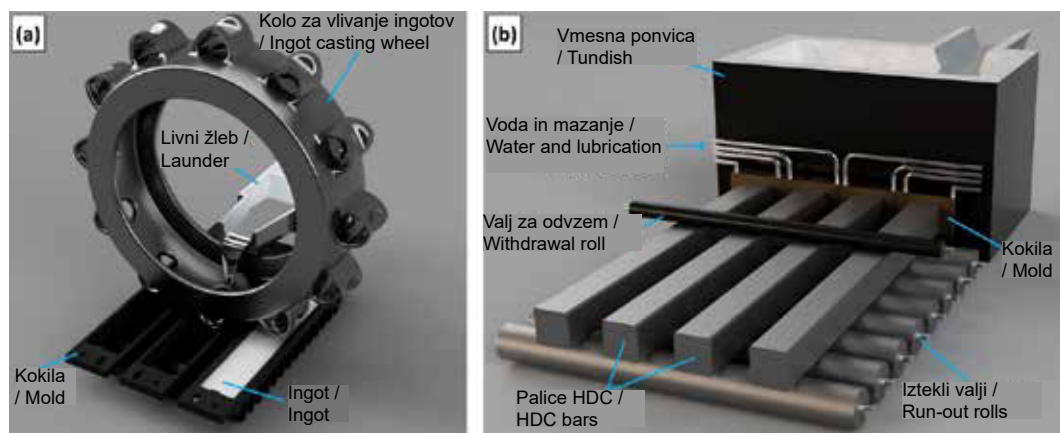 (a)
Kolo za vlivanje ingotov
/ Ingot casting wheel
Livni žleb /
Launder
Kokila
/ Mold
Ingot /
Ingot
(b)
Vmesna ponvica
/ Tundish
Voda in mazanje /
Water and lubrication
Valj za odvzem /
Withdrawal roll
Kokila
/ Mold
Palice HDC /
HDC bars
Iztekli valji /
Run-out rolls